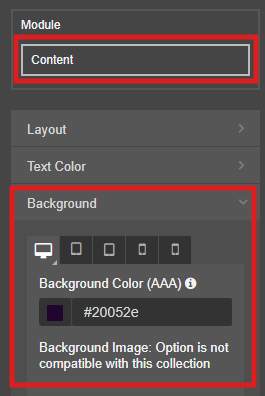 Module
Content
Layout
Text Color
Background
Background Color (AAA)
#20052e
Background Image: Option is not
compatible with this collection